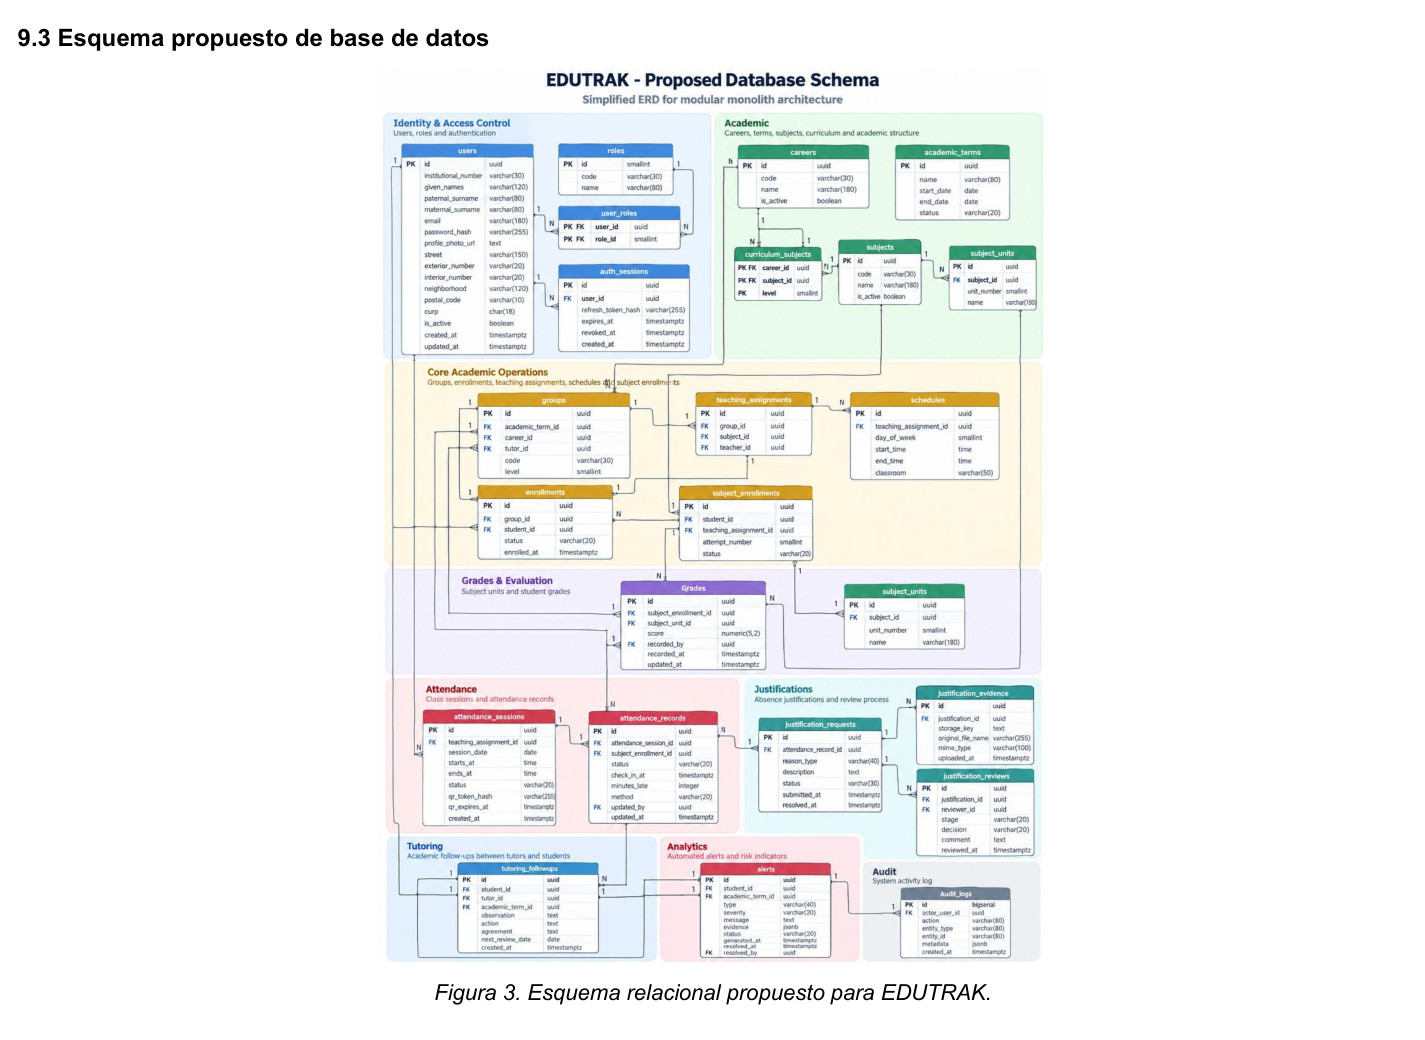 9.3 Esquema propuesto de base de datos
EDUTRAK - Proposed Database Schema
Simplified ERD for modular monolith architecture
Identity & Access Control
Users, roles and authentication
users
PK id uuid
institutional_number varchar(30)
given_names varchar(120)
paternal_surname varchar(80)
maternal_surname varchar(80)
email varchar(180)
password_hash varchar(255)
profile_photo_url text
street varchar(150)
exterior_number varchar(20)
interior_number varchar(20)
neighborhood varchar(120)
postal_code varchar(10)
curp char(18)
is_active boolean
created_at timestamptz
updated_at timestamptz
roles
PK id smallint
code varchar(30)
name varchar(80)
user_roles
PK FK user_id uuid
PK FK role_id smallint
auth_sessions
PK id uuid
FK user_id uuid
refresh_token_hash varchar(255)
expires_at timestamptz
revoked_at timestamptz
created_at timestamptz
Academic
Careers, terms, subjects, curriculum and academic structure
careers
PK id uuid
code varchar(30)
name varchar(180)
is_active boolean
academic_terms
PK id uuid
name varchar(80)
start_date date
end_date date
status varchar(20)
curriculum_subjects
PK FK career_id uuid
PK FK subject_id uuid
PK level smallint
subjects
PK id uuid
code varchar(30)
name varchar(180)
is_active boolean
subject_units
PK id uuid
FK subject_id uuid
unit_number smallint
name varchar(180)
Core Academic Operations
Groups, enrollments, teaching assignments, schedules and subject enrollments
groups
PK id uuid
FK academic_term_id uuid
FK career_id uuid
FK tutor_id uuid
code varchar(30)
level smallint
teaching_assignments
PK id uuid
FK group_id uuid
FK subject_id uuid
FK teacher_id uuid
schedules
PK id uuid
FK teaching_assignment_id uuid
day_of_week smallint
start_time time
end_time time
classroom varchar(50)
enrollments
PK id uuid
FK group_id uuid
FK student_id uuid
status varchar(20)
enrolled_at timestamptz
subject_enrollments
PK id uuid
FK student_id uuid
FK teaching_assignment_id uuid
attempt_number smallint
status varchar(20)
Grades & Evaluation
Subject units and student grades
Grades
PK id uuid
FK subject_enrollment_id uuid
FK subject_unit_id uuid
score numeric(5,2)
FK recorded_by uuid
recorded_at timestamptz
updated_at timestamptz
subject_units
PK id uuid
FK subject_id uuid
unit_number smallint
name varchar(180)
Attendance
Class sessions and attendance records
attendance_sessions
PK id uuid
FK teaching_assignment_id uuid
session_date date
starts_at time
ends_at time
status varchar(20)
qr_token_hash varchar(255)
qr_expires_at timestamptz
created_at timestamptz
attendance_records
PK id uuid
FK attendance_session_id uuid
FK subject_enrollment_id uuid
status varchar(20)
check_in_at timestamptz
minutes_late integer
method varchar(20)
FK updated_by uuid
updated_at timestamptz
Justifications
Absence justifications and review process
justification_requests
PK id uuid
FK attendance_record_id uuid
reason_type varchar(40)
description text
status varchar(30)
submitted_at timestamptz
resolved_at timestamptz
justification_evidence
PK id uuid
FK justification_id uuid
storage_key text
original_file_name varchar(255)
mime_type varchar(100)
uploaded_at timestamptz
justification_reviews
PK id uuid
FK justification_id uuid
FK reviewer_id uuid
stage varchar(20)
decision varchar(20)
comment text
reviewed_at timestamptz
Tutoring
Academic follow-ups between tutors and students
tutoring_followups
PK id uuid
FK student_id uuid
FK tutor_id uuid
FK academic_term_id uuid
observation text
action text
agreement text
next_review_date date
created_at timestamptz
Analytics
Automated alerts and risk indicators
alerts
PK id uuid
FK student_id uuid
FK academic_term_id uuid
type varchar(40)
severity varchar(20)
message text
evidence jsonb
status varchar(20)
generated_at timestamptz
resolved_at timestamptz
FK resolved_by uuid
Audit
System activity log
Audit_logs
PK id bigserial
FK actor_user_id uuid
action varchar(80)
entity_type varchar(80)
entity_id varchar(80)
metadata jsonb
created_at timestamptz
Figura 3. Esquema relacional propuesto para EDUTRAK.